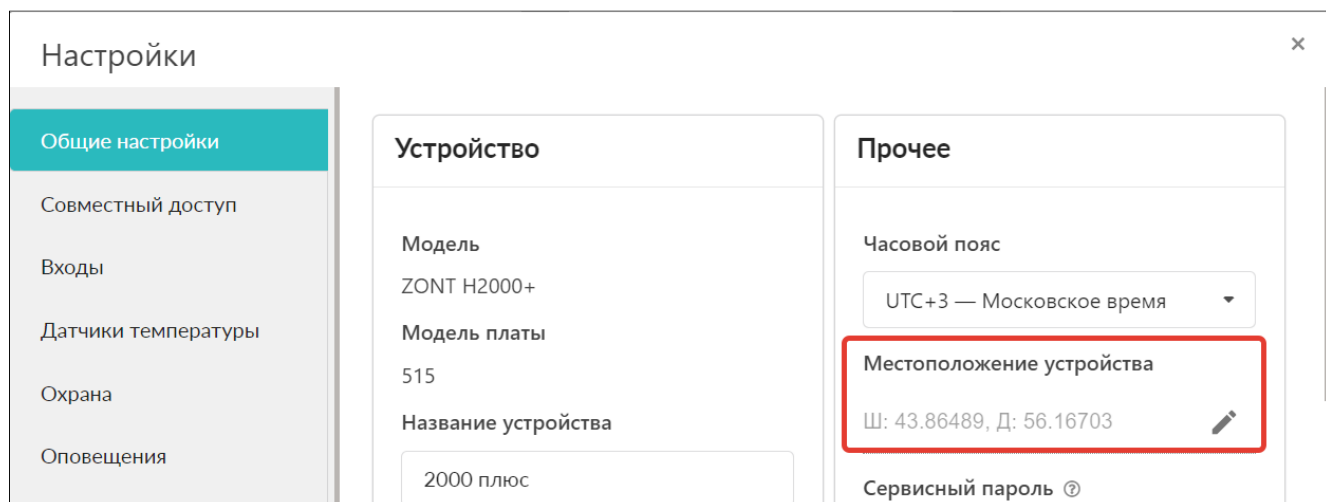 Настройки
Общие настройки
Совместный доступ
Входы
Датчики температуры
Охрана
Оповещения
Устройство
Модель
ZONT H2000+
Модель платы
515
Название устройства
2000 плюс
Прочее
Часовой пояс
UTC+3 — Московское время
Местоположение устройства
Ш: 43.86489, Д: 56.16703
Сервисный пароль